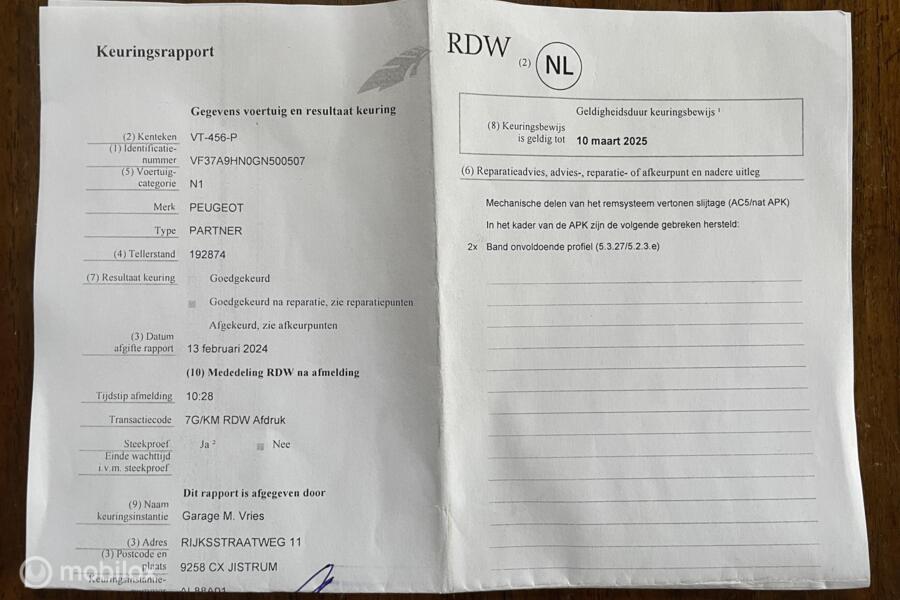 Keuringsrapport
Gegevens voertuig en resultaat keuring
(2) Kenteken VT-456-P
(1) Identificatie-
nummer VF37A9HN0GN500507
(5) Voertuig-
categorie N1
Merk PEUGEOT
Type PARTNER
(4) Tellerstand 192874
(7) Resultaat keuring Goedgekeurd
Goedgekeurd na reparatie, zie reparatiepunten
Afgekeurd, zie afkeurpunten
(3) Datum
afgifte rapport 13 februari 2024
(10) Mededeling RDW na afmelding
Tijdstip afmelding 10:28
Transactiecode 7G/KM RDW Afdruk
Steekproef Ja ² Nee
Einde wachttijd
i.v.m. steekproef
Dit rapport is afgegeven door
(9) Naam
keuringsinstantie Garage M. Vries
(3) Adres RIJKSSTRAATWEG 11
(3) Postcode en
plaats 9258 CX JISTRUM
Keuringsinstantie-
RDW (2) NL
Geldigheidsduur keuringsbewijs ¹
(8) Keuringsbewijs
is geldig tot 10 maart 2025
(6) Reparatieadvies, advies-, reparatie- of afkeurpunt en nadere uitleg
Mechanische delen van het remsysteem vertonen slijtage (AC5/nat APK)
In het kader van de APK zijn de volgende gebreken hersteld:
2x Band onvoldoende profiel (5.3.27/5.2.3.e)
mobilex